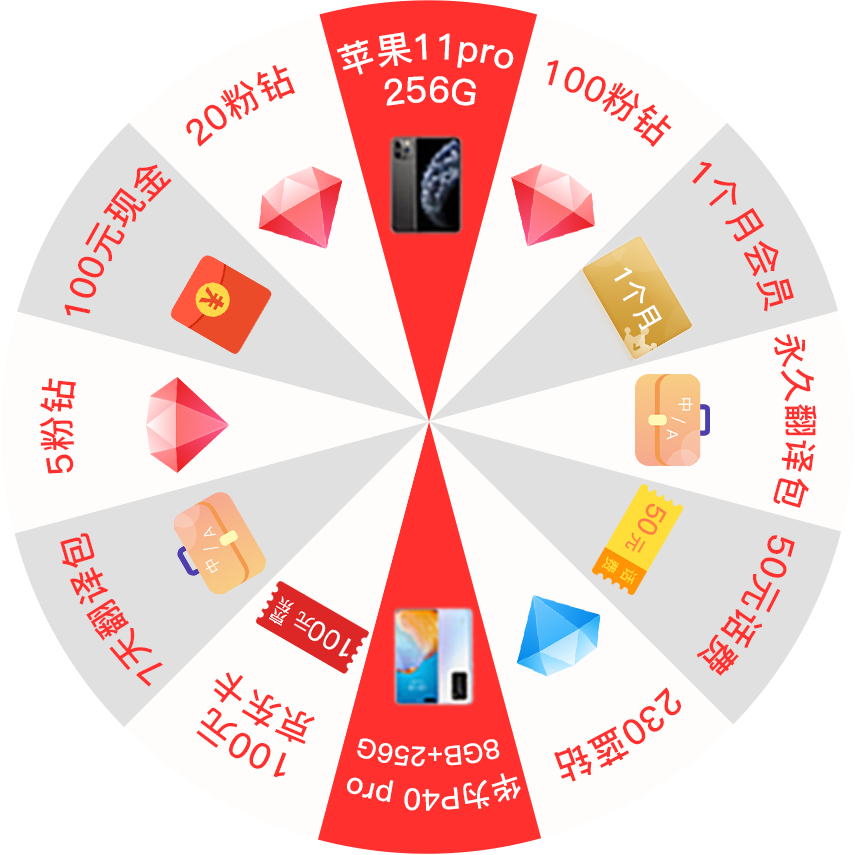 苹果11pro
256G
100粉钻
1个月会员
1个月
永久翻译包
中/A
50元话费
50元
话费
230蓝钻
华为P40 pro
8GB+256G
100元
京东卡
100元
7天翻译包
中/A
5粉钻
100元现金
20粉钻